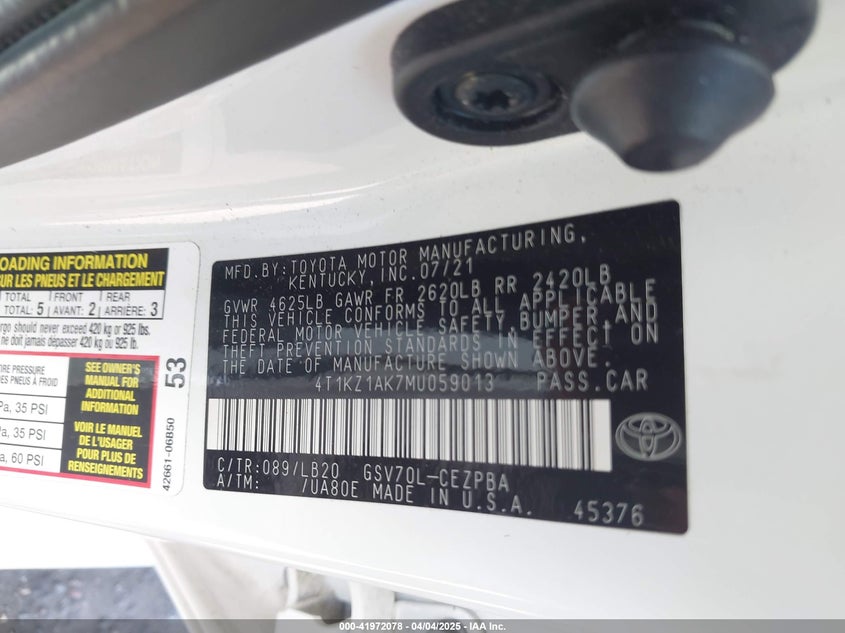 MFD.BY:TOYOTA MOTOR MANUFACTURING,
KENTUCKY, INC.07/21
GVWR 4625LB GAWR FR 2620LB RR 2420LB
THIS VEHICLE CONFORMS TO ALL APPLICABLE
FEDERAL MOTOR VEHICLE SAFETY,BUMPER AND
THEFT PREVENTION STANDARDS IN EFFECT ON
THE DATE OF MANUFACTURE SHOWN ABOVE.
4T1KZ1AK7MU059013 PASS.CAR
C/TR:089/LB20 GSV70L-CEZPBA
A/TM: /UA80E MADE IN U.S.A.
45376
OADING INFORMATION
SUR LES PNEUS ET LE CHARGEMENT
TOTAL FRONT REAR
TOTAL: 5 AVANT: 2 ARRIÈRE: 3
rgo should never exceed 420 kg or 925 lbs.
ne doit jamais dépasser 420 kg ou 925 lb.
PRESSURE
PNEUS À FROID
Pa, 35 PSI
Pa, 35 PSI
a, 60 PSI
SEE OWNER'S
MANUAL FOR
ADDITIONAL
INFORMATION
VOIR LE MANUEL
DE L'USAGER
POUR PLUS DE
RENSEIGNEMENTS
53
42661-06B50
000-41972078 - 04/04/2025 - IAA Inc.